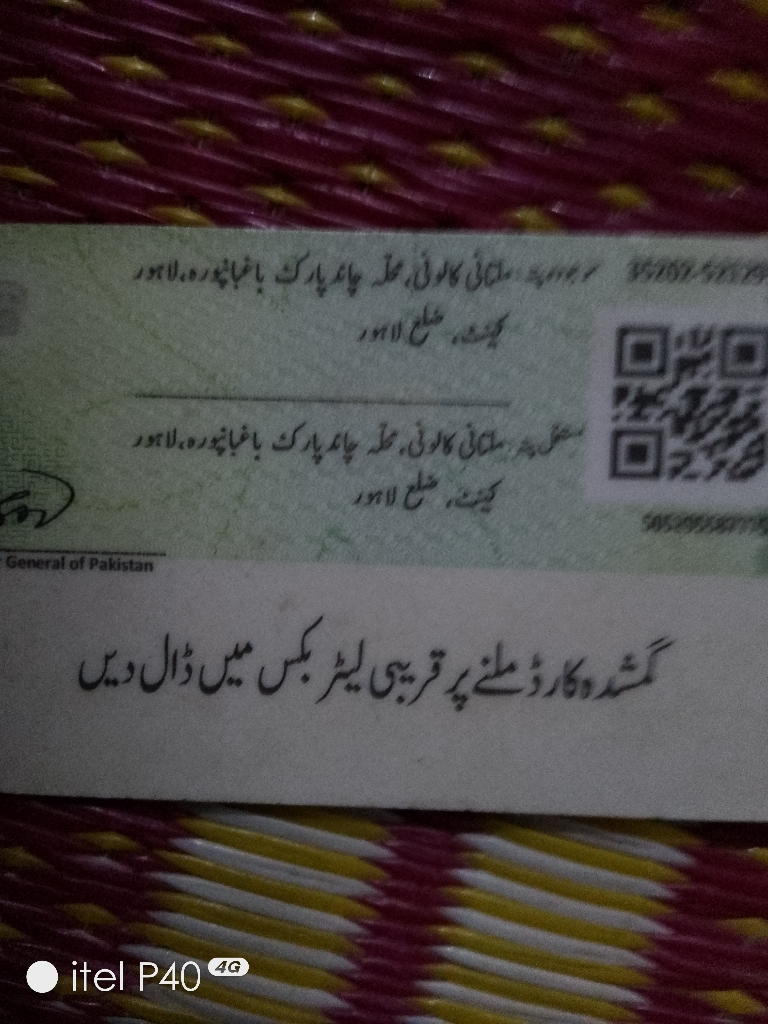 موجودہ پتہ ملتانی کالونی، محلہ چاند پارک باغبانپورہ، لاہور
کینٹ، ضلع لاہور
مستقل پتہ ملتانی کالونی، محلہ چاند پارک باغبانپورہ، لاہور
کینٹ، ضلع لاہور
General of Pakistan
گمشدہ کارڈ ملنے پر قریبی لیٹر بکس میں ڈال دیں
itel P40 4G